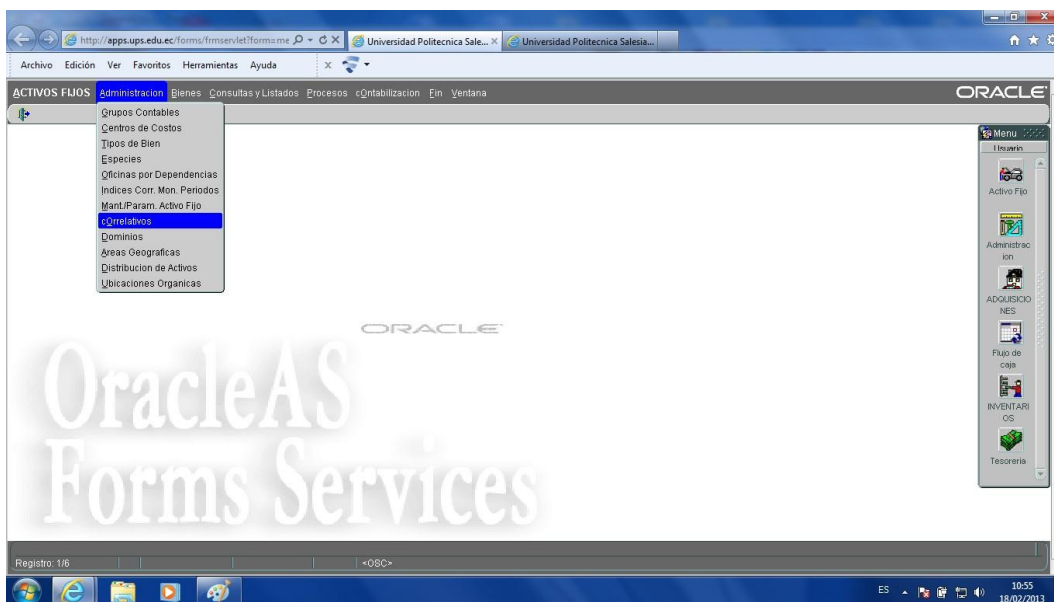 http://apps.ups.edu.ec/forms/frmservlet?form=me
Universidad Politecnica Sale...
Universidad Politecnica Salesia...
Archivo Edición Ver Favoritos Herramientas Ayuda
ACTIVOS FIJOS Administracion Bienes Consultas y Listados Procesos cOntabilizacion Fin Ventana
ORACLE
Grupos Contables
Centros de Costos
Tipos de Bien
Especies
Oficinas por Dependencias
Indices Corr. Mon. Periodos
Mant./Param. Activo Fijo
cOrrelativos
Dominios
Areas Geograficas
Distribucion de Activos
Ubicaciones Organicas
Menu
Usuario
Activo Fijo
Administrac
ion
ADQUISICIO
NES
Flujo de
caja
INVENTARI
OS
Tesoreria
ORACLE
OracleAS
Forms Services
Registro: 1/6
<OSC>
ES
10:55
18/02/2013